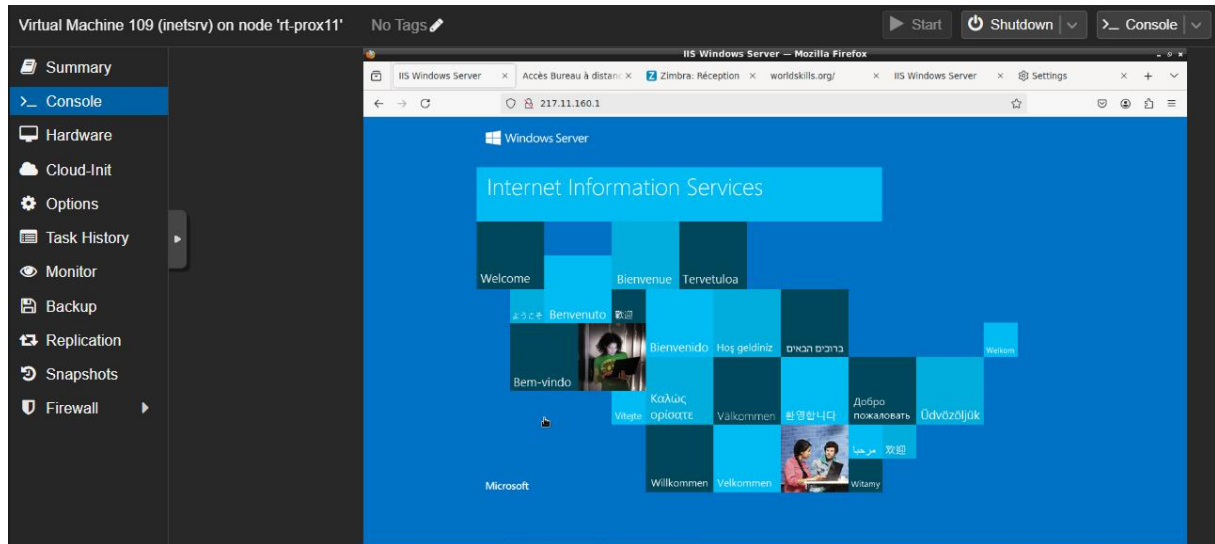 Virtual Machine 109 (inetsrv) on node 'rt-prox11' No Tags Start Shutdown >_ Console
Summary
>_ Console
Hardware
Cloud-Init
Options
Task History
Monitor
Backup
Replication
Snapshots
Firewall
IIS Windows Server — Mozilla Firefox
IIS Windows Server × Accès Bureau à distanc × Z Zimbra: Réception × worldskills.org/ × IIS Windows Server × Settings × +
217.11.160.1
Windows Server
Internet Information Services
Welcome Bienvenue Tervetuloa
ようこそ Benvenuto 歡迎
Bienvenido Hoş geldiniz ברוכים הבאים Welkom
Bem-vindo
Vítejte Καλώς
ορίσατε Välkommen 환영합니다 Добро
пожаловать Üdvözöljük
مرحبا 欢迎
Microsoft Willkommen Velkommen Witamy